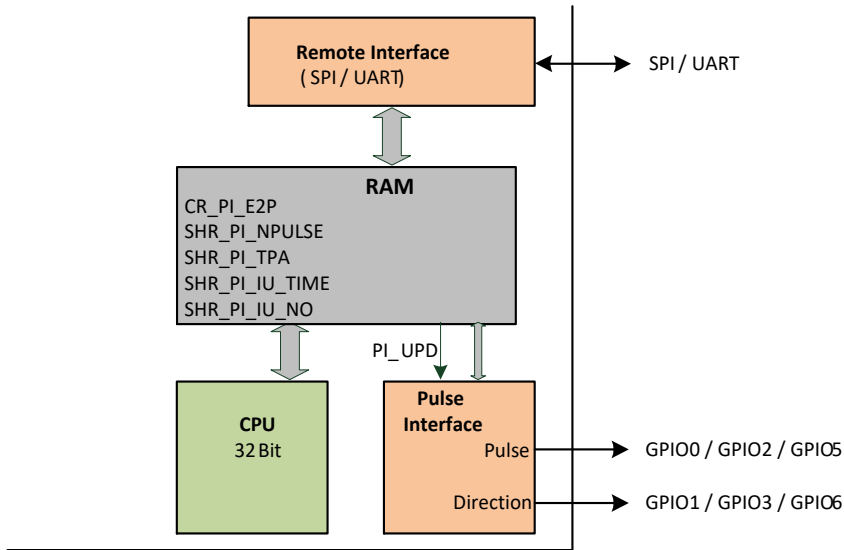 Remote Interface
( SPI / UART)
SPI / UART
RAM
CR_PI_E2P
SHR_PI_NPULSE
SHR_PI_TPA
SHR_PI_IU_TIME
SHR_PI_IU_NO
PI_UPD
CPU
32 Bit
Pulse
Interface
Pulse
GPIO0 / GPIO2 / GPIO5
Direction
GPIO1 / GPIO3 / GPIO6